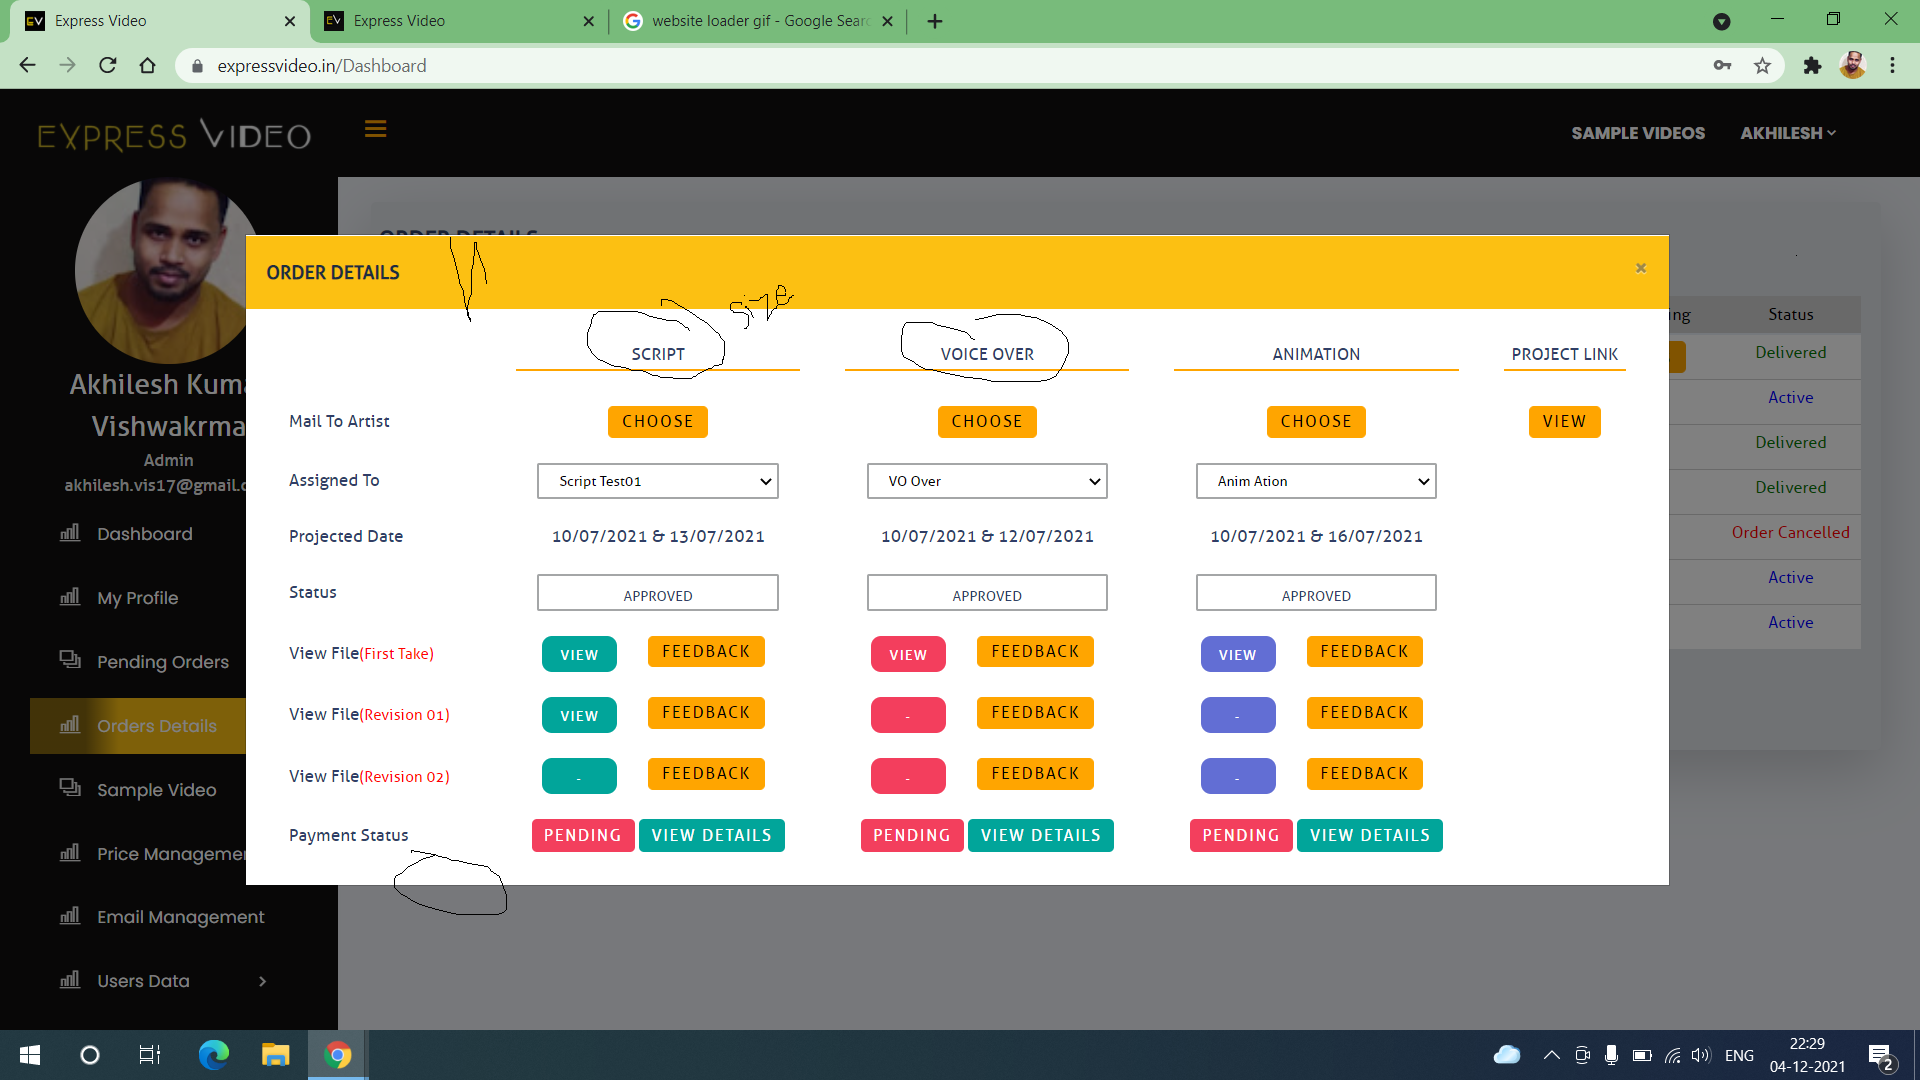 Express Video
Express Video
website loader gif - Google Searc
expressvideo.in/Dashboard
EXPRESS VIDEO
SAMPLE VIDEOS
AKHILESH
ORDER DETAILS
ORDER DETAILS
size
SCRIPT
VOICE OVER
ANIMATION
PROJECT LINK
Mail To Artist
CHOOSE
CHOOSE
CHOOSE
VIEW
Assigned To
Script Test01
VO Over
Anim Ation
Projected Date
10/07/2021 & 13/07/2021
10/07/2021 & 12/07/2021
10/07/2021 & 16/07/2021
Status
APPROVED
APPROVED
APPROVED
View File(First Take)
VIEW
FEEDBACK
VIEW
FEEDBACK
VIEW
FEEDBACK
View File(Revision 01)
VIEW
FEEDBACK
-
FEEDBACK
-
FEEDBACK
View File(Revision 02)
-
FEEDBACK
-
FEEDBACK
-
FEEDBACK
Payment Status
PENDING
VIEW DETAILS
PENDING
VIEW DETAILS
PENDING
VIEW DETAILS
Akhilesh Kuma
Vishwakrma
Admin
akhilesh.vis17@gmail.c
Dashboard
My Profile
Pending Orders
Orders Details
Sample Video
Price Managemen
Email Management
Users Data
ing
Status
Delivered
Active
Delivered
Delivered
Order Cancelled
Active
Active
ENG
22:29
04-12-2021
2